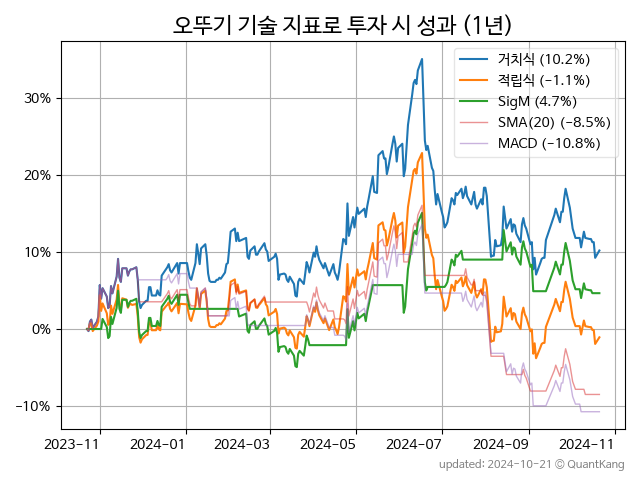 오뚜기 기술 지표로 투자 시 성과 (1년)
거치식 (10.2%)
적립식 (-1.1%)
SigM (4.7%)
SMA(20) (-8.5%)
MACD (-10.8%)
30%
20%
10%
0%
-10%
2023-11 2024-01 2024-03 2024-05 2024-07 2024-09 2024-11
updated: 2024-10-21 © QuantKang